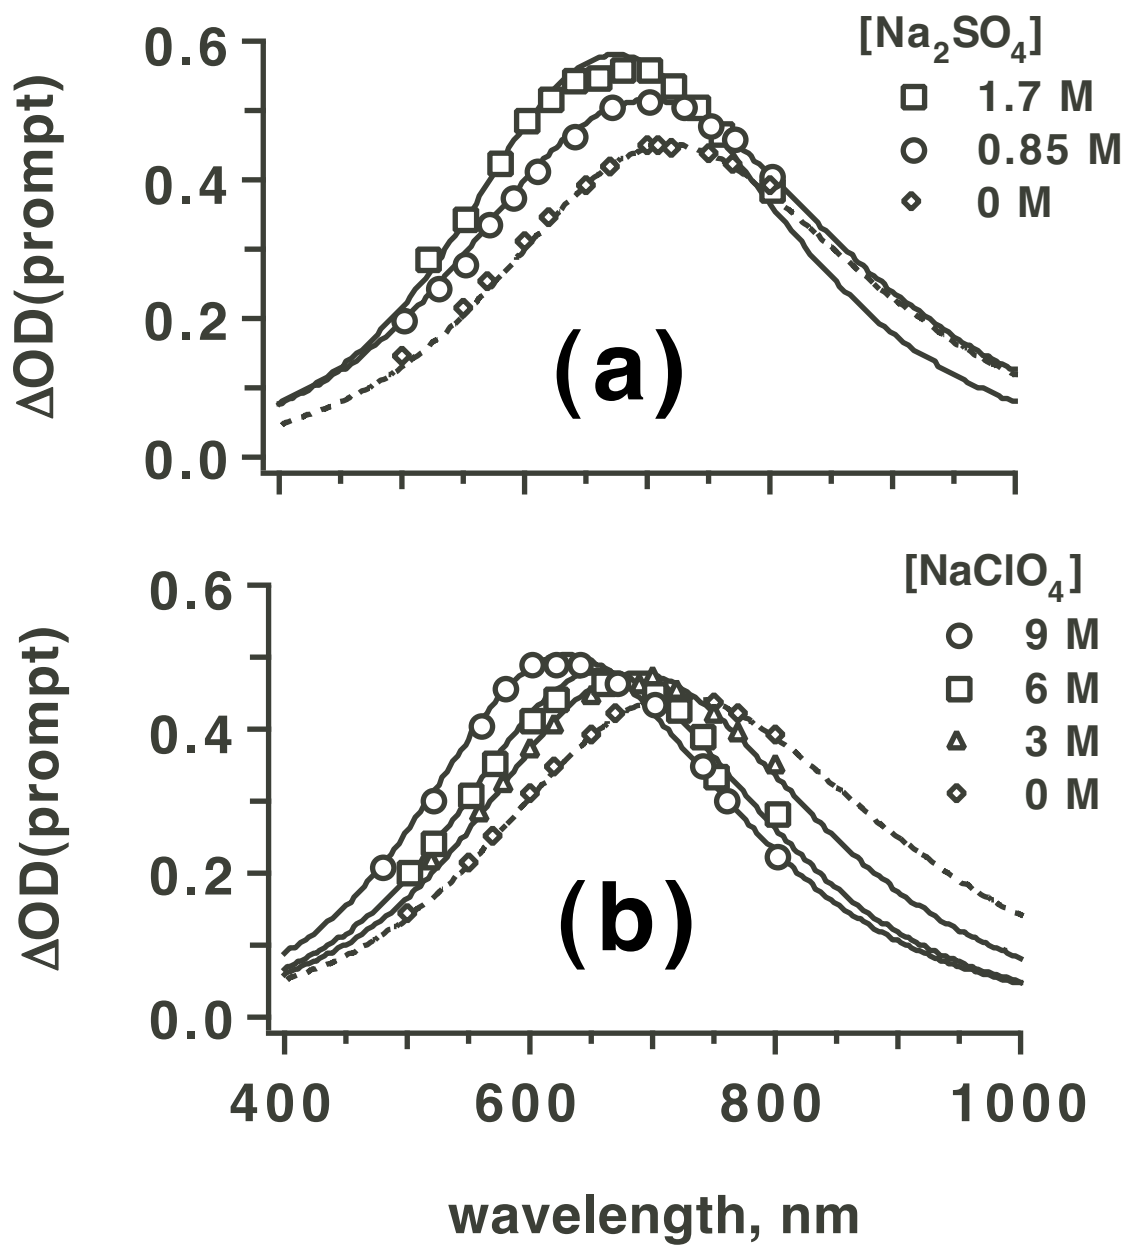 [Na₂SO₄]
1.7 M
0.85 M
0 M
ΔOD(prompt)
0.6
0.4
0.2
0.0
(a)
[NaClO₄]
9 M
6 M
3 M
0 M
ΔOD(prompt)
0.6
0.4
0.2
0.0
(b)
400 600 800 1000
wavelength, nm